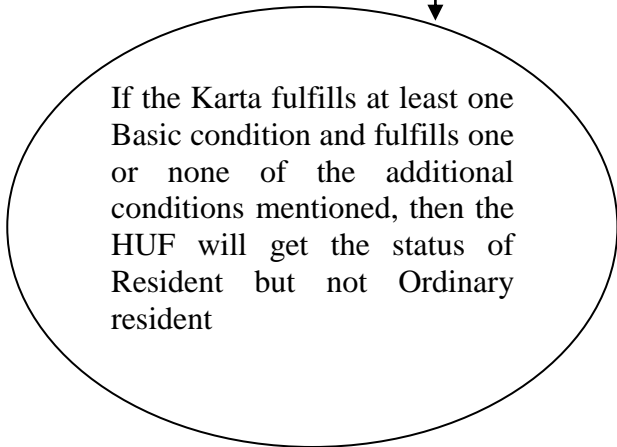 If the Karta fulfills at least one
Basic condition and fulfills one
or none of the additional
conditions mentioned, then the
HUF will get the status of
Resident but not Ordinary
resident